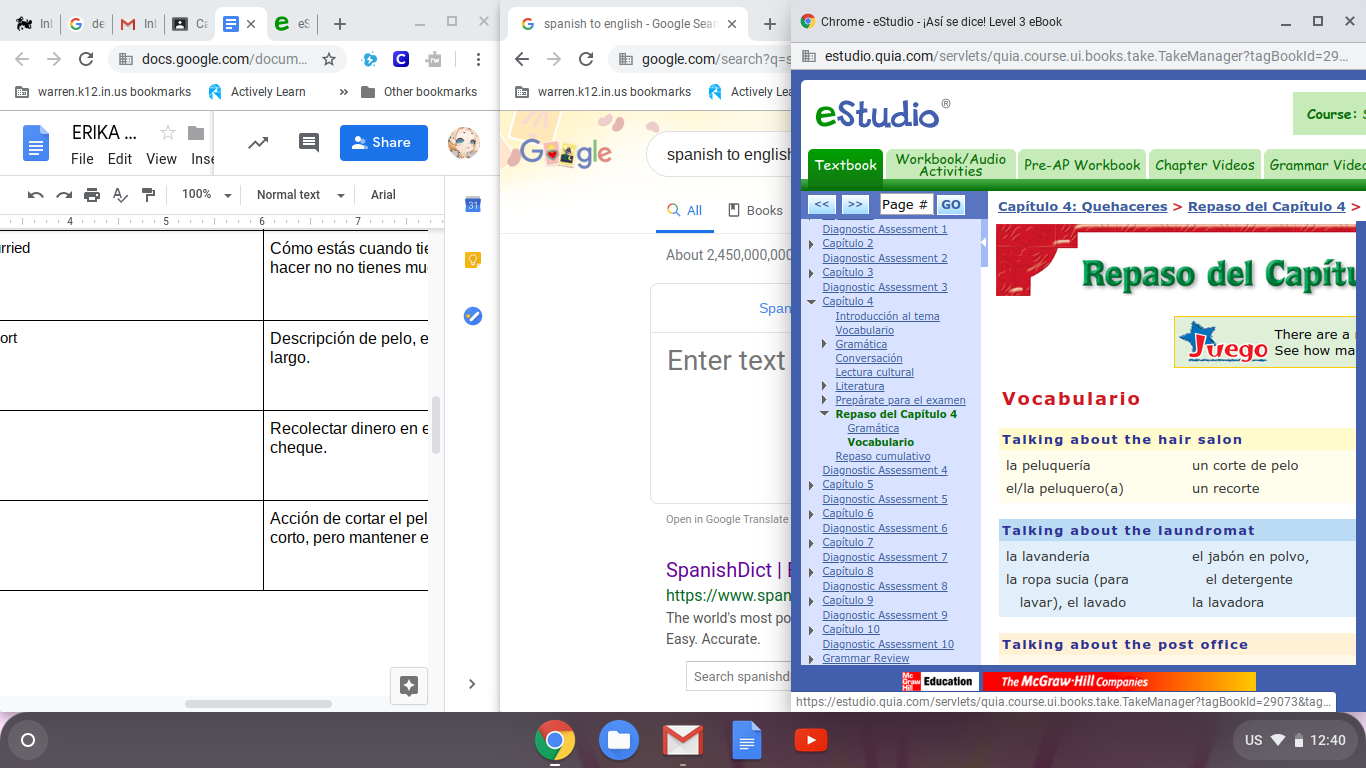 Inl
de
Inl
Ca
eS
docs.google.com/docum...
warren.k12.in.us bookmarks
Actively Learn
»
Other bookmarks
ERIKA ...
File Edit View Inse
Share
100%
Normal text
Arial
4 5 6 7
urried
Cómo estás cuando tie
hacer no no tienes mu
ort
Descripción de pelo, e
largo.
Recolectar dinero en e
cheque.
Acción de cortar el pel
corto, pero mantener e
31
spanish to english - Google Sear
google.com/search?q=s
warren.k12.in.us bookmarks
Actively Lea
Google
spanish to english
All
Books
About 2,450,000,000
Span
Enter text
Open in Google Translate
SpanishDict | E
https://www.span
The world's most po
Easy. Accurate.
Search spanishdi
Chrome - eStudio - ¡Así se dice! Level 3 eBook
estudio.quia.com/servlets/quia.course.ui.books.take.TakeManager?tagBookId=29...
eStudio®
Course: S
Textbook
Workbook/Audio
Activities
Pre-AP Workbook
Chapter Videos
Grammar Video
<<
>>
Page #
GO
Capítulo 4: Quehaceres > Repaso del Capítulo 4 >
Diagnostic Assessment 1
Capítulo 2
Diagnostic Assessment 2
Capítulo 3
Diagnostic Assessment 3
Capítulo 4
Introducción al tema
Vocabulario
Gramática
Conversación
Lectura cultural
Literatura
Prepárate para el examen
Repaso del Capítulo 4
Gramática
Vocabulario
Repaso cumulativo
Diagnostic Assessment 4
Capítulo 5
Diagnostic Assessment 5
Capítulo 6
Diagnostic Assessment 6
Capítulo 7
Diagnostic Assessment 7
Capítulo 8
Diagnostic Assessment 8
Capítulo 9
Diagnostic Assessment 9
Capítulo 10
Diagnostic Assessment 10
Grammar Review
Repaso del Capítu
Juego
There are a
See how ma
Vocabulario
Talking about the hair salon
la peluquería un corte de pelo
el/la peluquero(a) un recorte
Talking about the laundromat
la lavandería el jabón en polvo,
la ropa sucia (para el detergente
lavar), el lavado la lavadora
Talking about the post office
Mc
Graw
Hill
Education
The McGraw·Hill Companies
https://estudio.quia.com/servlets/quia.course.ui.books.take.TakeManager?tagBookId=29073&tag...
US
12:40